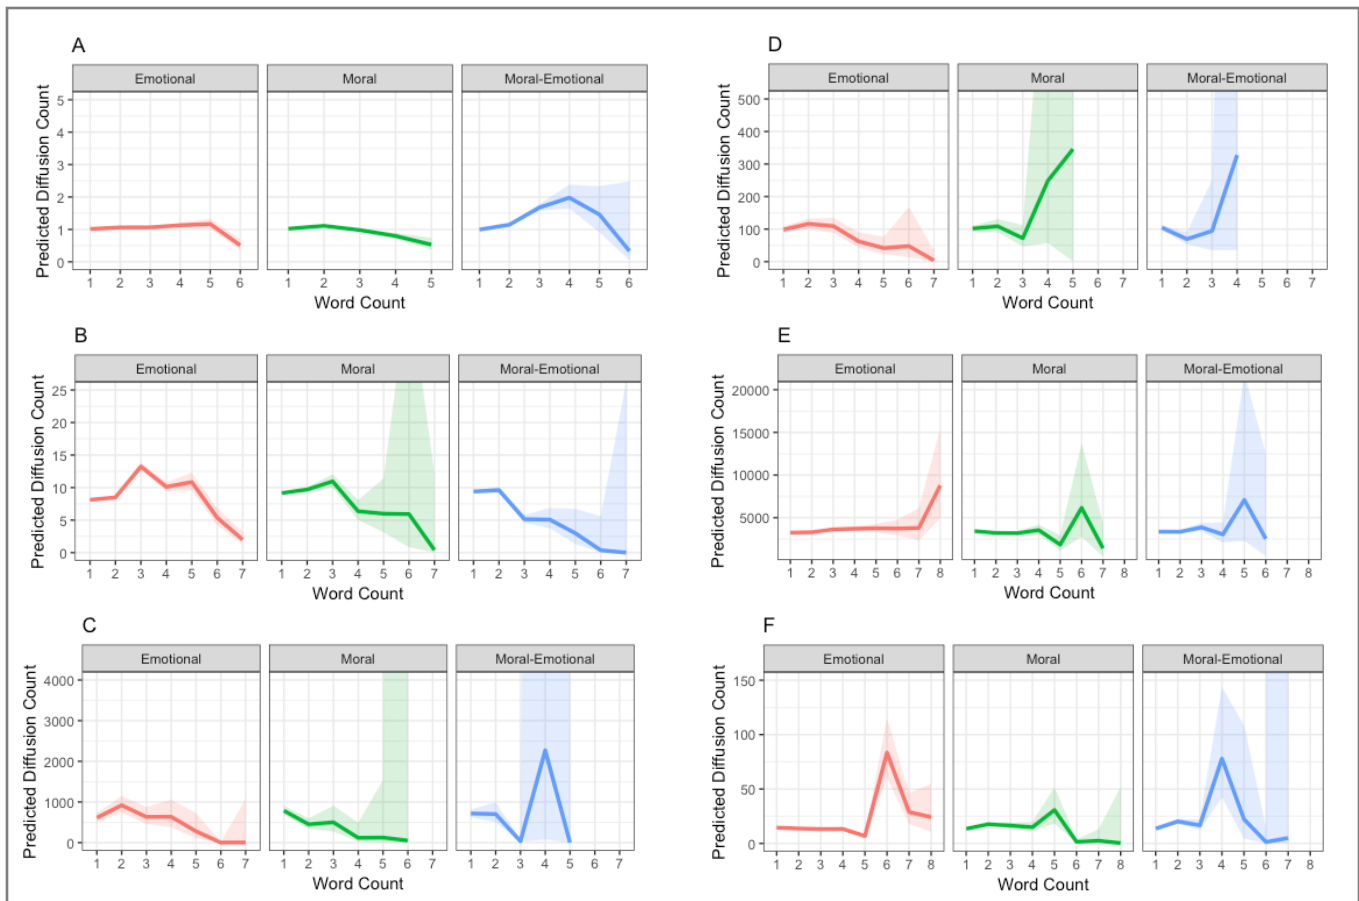 A
Emotional Moral Moral-Emotional
Predicted Diffusion Count
5
4
3
2
1
0
1 2 3 4 5 6 1 2 3 4 5 1 2 3 4 5 6
Word Count
B
Emotional Moral Moral-Emotional
Predicted Diffusion Count
25
20
15
10
5
0
1 2 3 4 5 6 7 1 2 3 4 5 6 7 1 2 3 4 5 6 7
Word Count
C
Emotional Moral Moral-Emotional
Predicted Diffusion Count
4000
3000
2000
1000
0
1 2 3 4 5 6 7 1 2 3 4 5 6 7 1 2 3 4 5 6 7
Word Count
D
Emotional Moral Moral-Emotional
Predicted Diffusion Count
500
400
300
200
100
0
1 2 3 4 5 6 7 1 2 3 4 5 6 7 1 2 3 4 5 6 7
Word Count
E
Emotional Moral Moral-Emotional
Predicted Diffusion Count
20000
15000
10000
5000
1 2 3 4 5 6 7 8 1 2 3 4 5 6 7 8 1 2 3 4 5 6 7 8
Word Count
F
Emotional Moral Moral-Emotional
Predicted Diffusion Count
150
100
50
0
1 2 3 4 5 6 7 8 1 2 3 4 5 6 7 8 1 2 3 4 5 6 7 8
Word Count